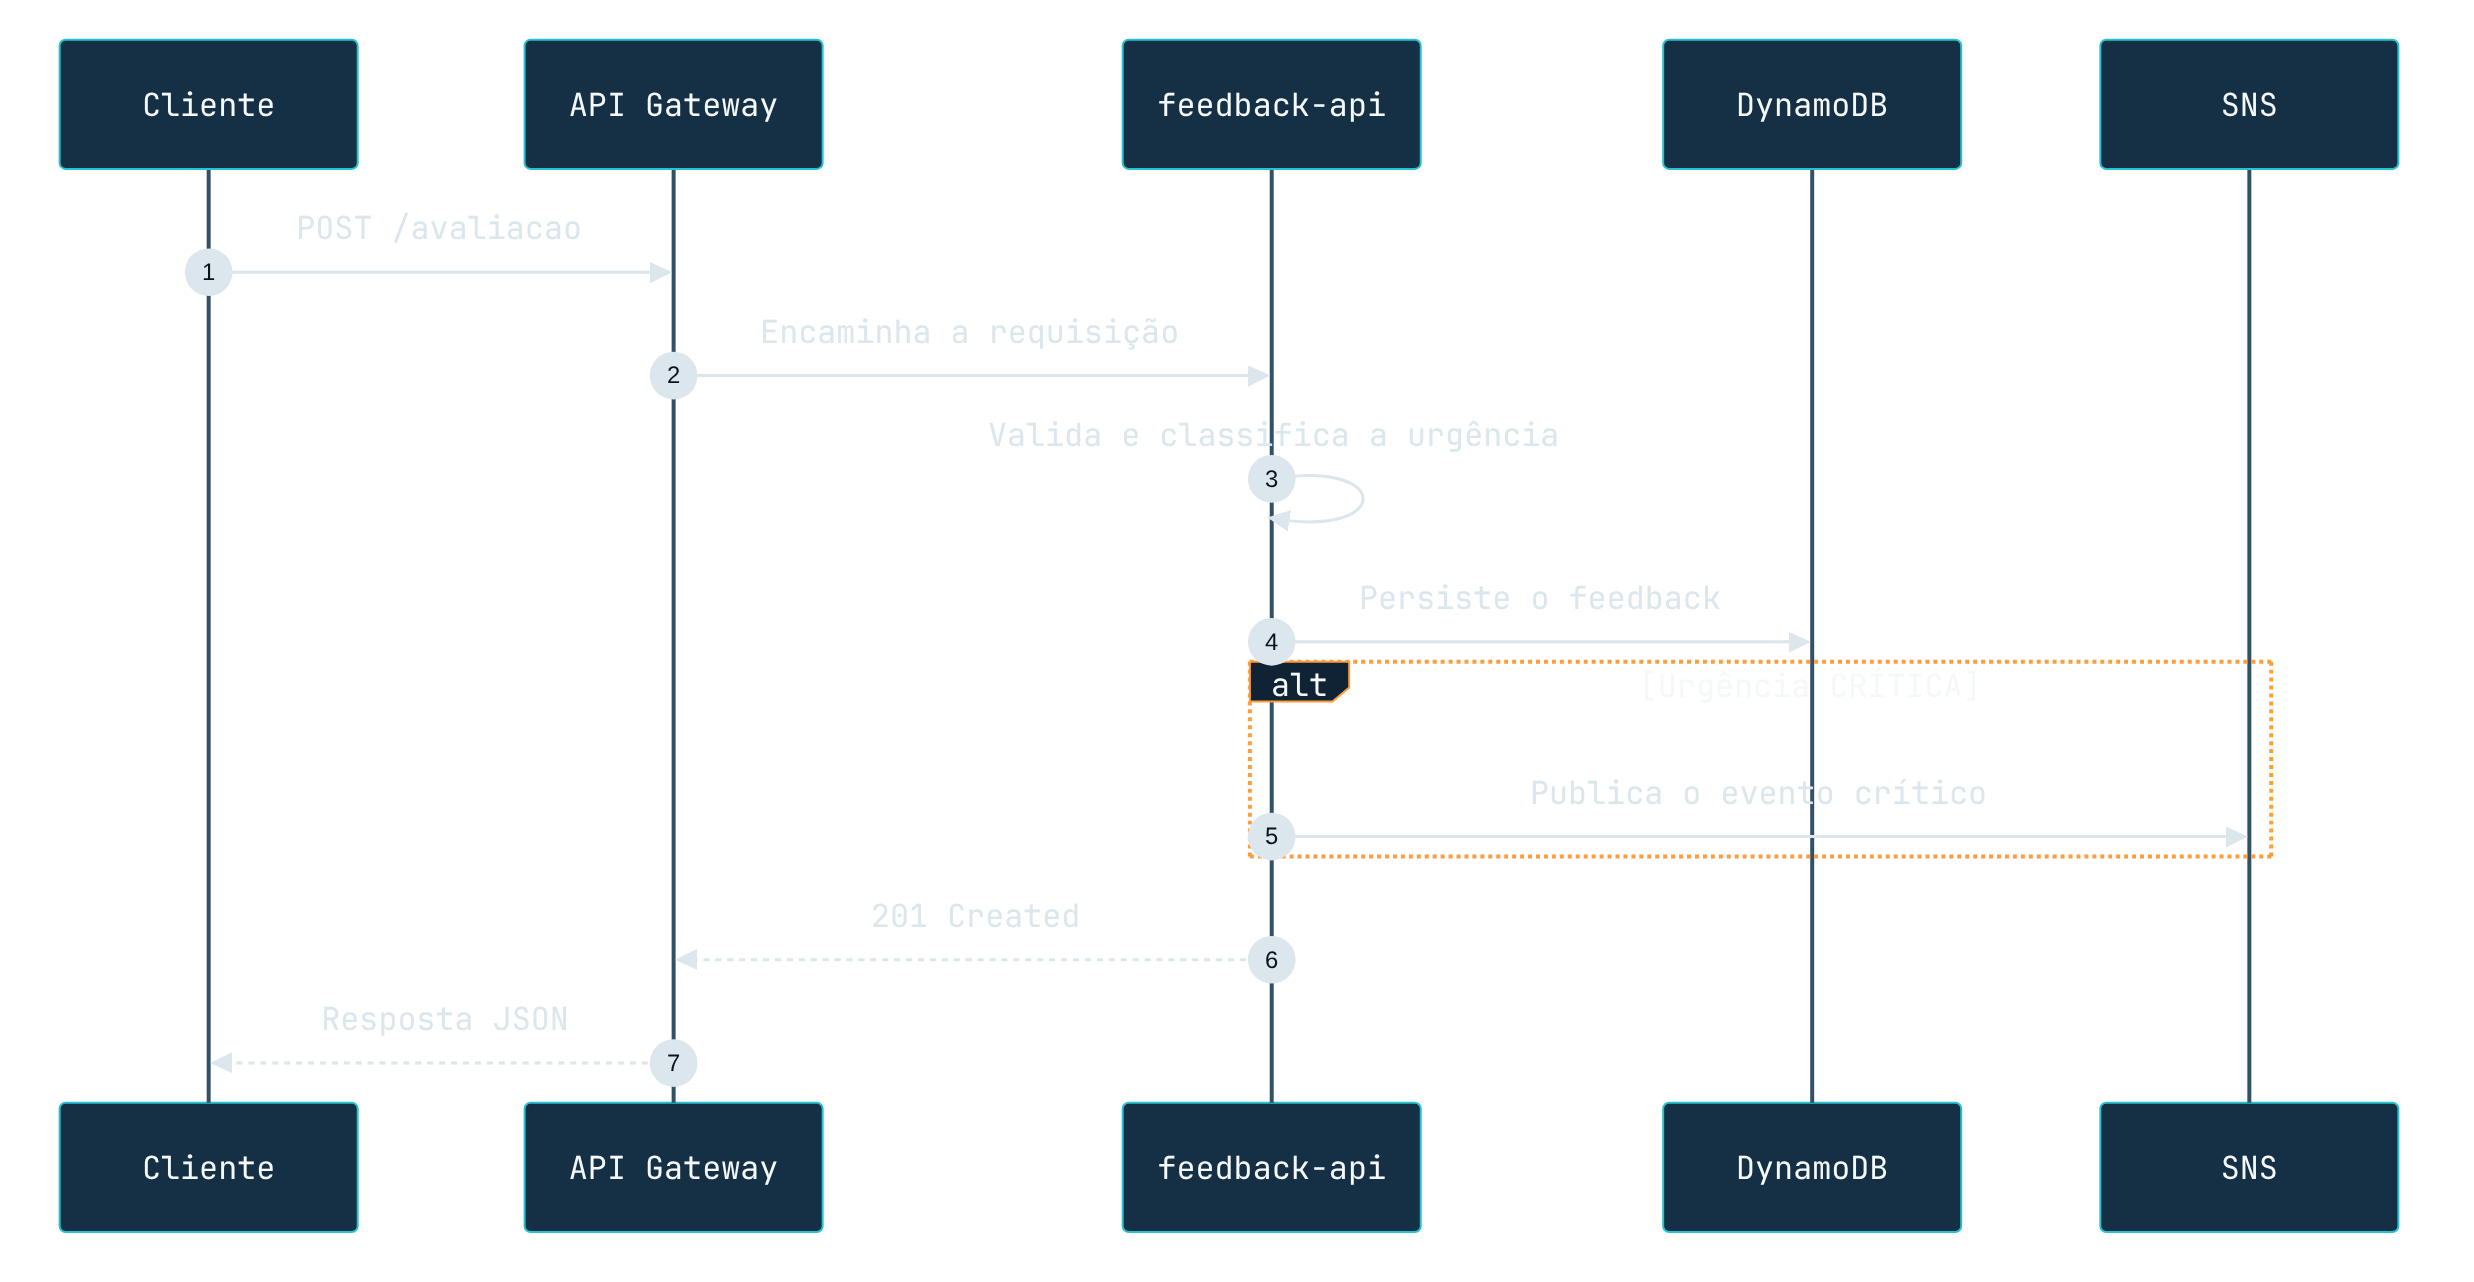 Cliente
API Gateway
feedback-api
DynamoDB
SNS
POST /avaliacao
1
Encaminha a requisição
2
Valida e classifica a urgência
3
Persiste o feedback
4
alt
[Urgência CRITICA]
Publica o evento crítico
5
201 Created
6
Resposta JSON
7
Cliente
API Gateway
feedback-api
DynamoDB
SNS